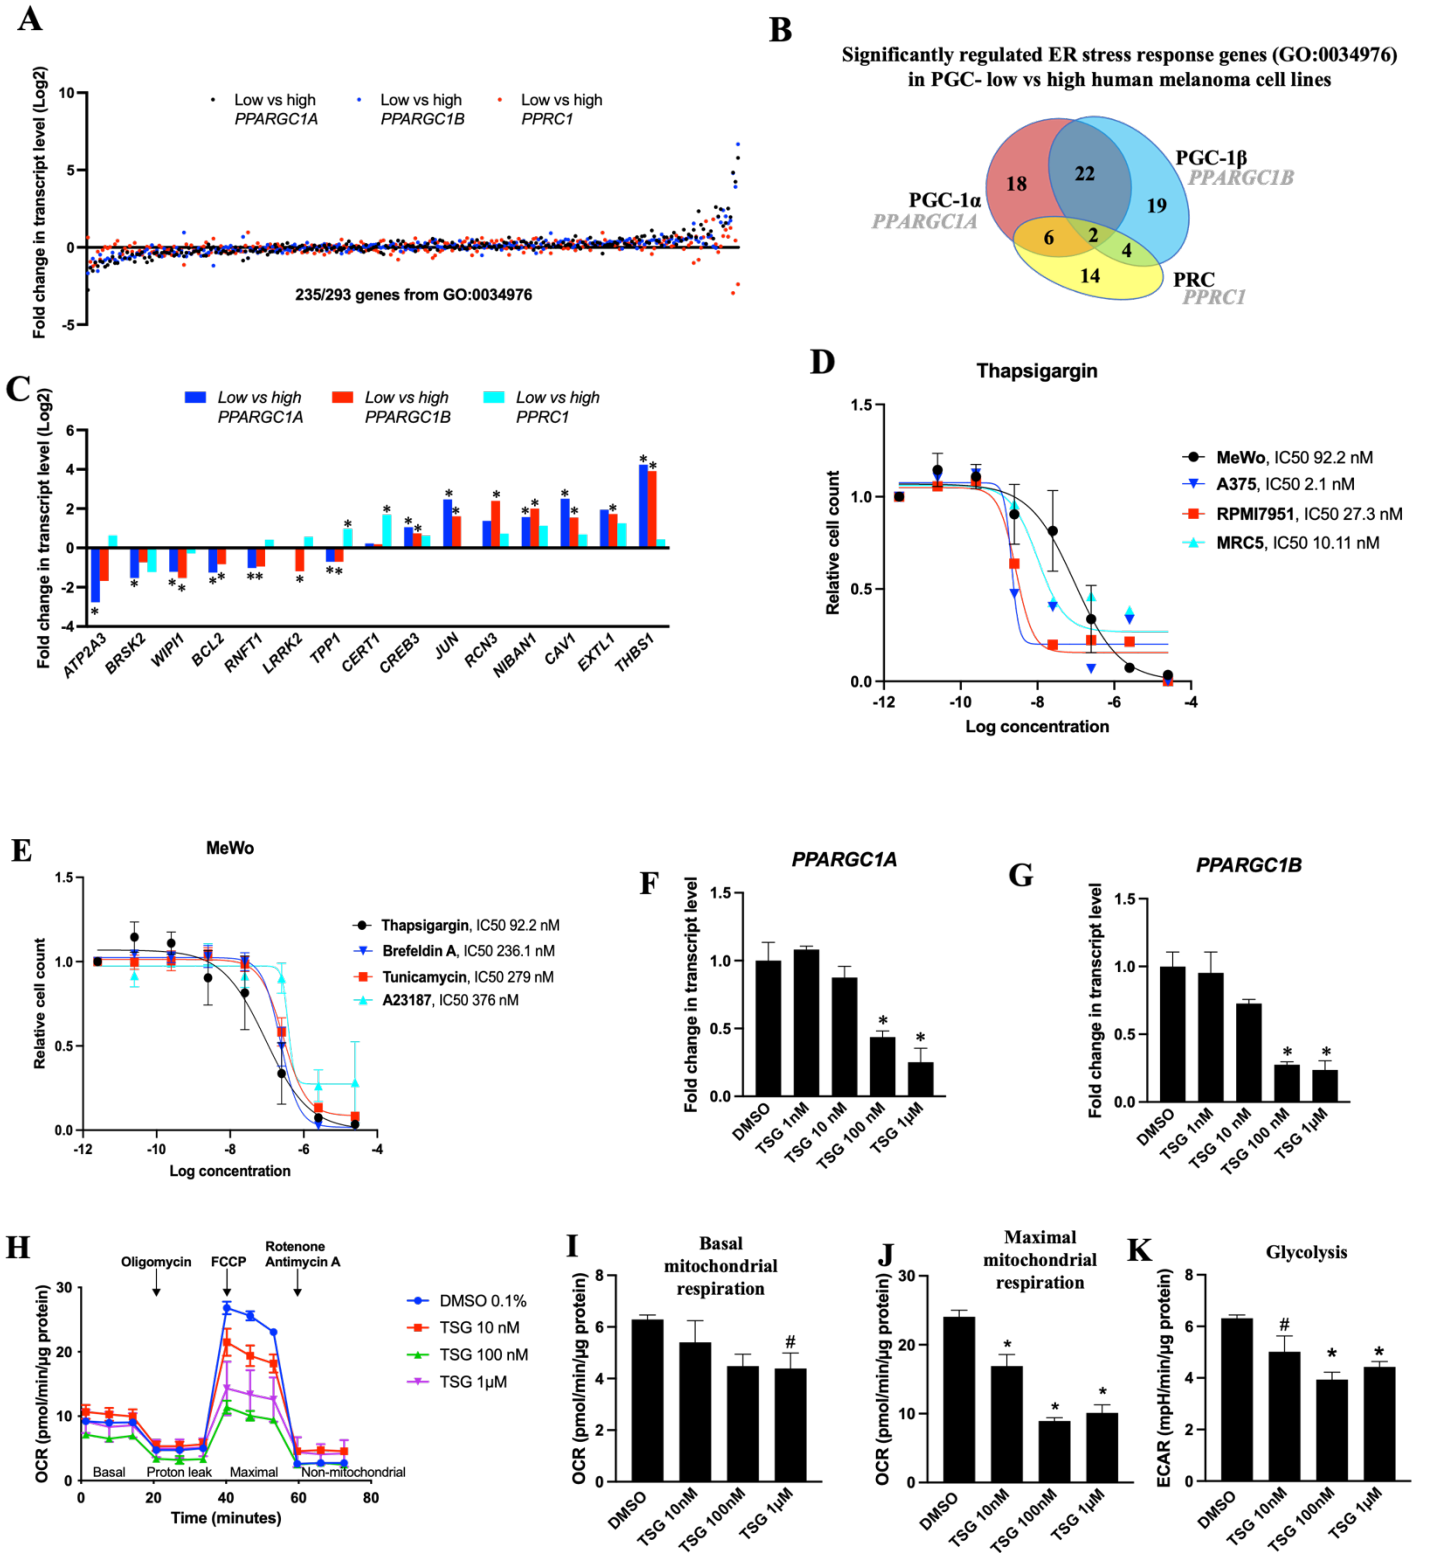 A
Fold change in transcript level (Log2)
10
5
0
-5
Low vs high
PPARGC1A
Low vs high
PPARGC1B
Low vs high
PPRC1
235/293 genes from GO:0034976
B
Significantly regulated ER stress response genes (GO:0034976)
in PGC- low vs high human melanoma cell lines
PGC-1α
PPARGC1A
PGC-1β
PPARGC1B
PRC
PPRC1
18
22
19
6
2
4
14
C
Fold change in transcript level (Log2)
Low vs high
PPARGC1A
Low vs high
PPARGC1B
Low vs high
PPRC1
6
4
2
0
-2
-4
* * * * * * * * * * * * * * * * * * * * * * * * *
ATP2A3
BRSK2
WIPI1
BCL2
RNFT1
LRRK2
TPP1
CERT1
CREB3
JUN
RCN3
NIBAN1
CAV1
EXTL1
THBS1
D
Thapsigargin
Relative cell count
1.5
1.0
0.5
0.0
-12 -10 -8 -6 -4
Log concentration
MeWo, IC50 92.2 nM
A375, IC50 2.1 nM
RPMI7951, IC50 27.3 nM
MRC5, IC50 10.11 nM
E
MeWo
Relative cell count
1.5
1.0
0.5
0.0
-12 -10 -8 -6 -4
Log concentration
Thapsigargin, IC50 92.2 nM
Brefeldin A, IC50 236.1 nM
Tunicamycin, IC50 279 nM
A23187, IC50 376 nM
F
PPARGC1A
Fold change in transcript level
1.5
1.0
0.5
0.0
* *
DMSO
TSG 1nM
TSG 10 nM
TSG 100 nM
TSG 1µM
G
PPARGC1B
Fold change in transcript level
1.5
1.0
0.5
0.0
* *
DMSO
TSG 1nM
TSG 10 nM
TSG 100 nM
TSG 1µM
H
OCR (pmol/min/µg protein)
30
20
10
0
Oligomycin
FCCP
Rotenone
Antimycin A
Basal
Proton leak
Maximal
Non-mitochondrial
0 20 40 60 80
Time (minutes)
DMSO 0.1%
TSG 10 nM
TSG 100 nM
TSG 1µM
I
Basal
mitochondrial
respiration
OCR (pmol/min/µg protein)
8
6
4
2
0
#
DMSO
TSG 10nM
TSG 100nM
TSG 1µM
J
Maximal
mitochondrial
respiration
OCR (pmol/min/µg protein)
30
20
10
0
* * *
DMSO
TSG 10nM
TSG 100nM
TSG 1µM
K
Glycolysis
ECAR (mpH/min/µg protein)
8
6
4
2
0
# * *
DMSO
TSG 10nM
TSG 100nM
TSG 1µM